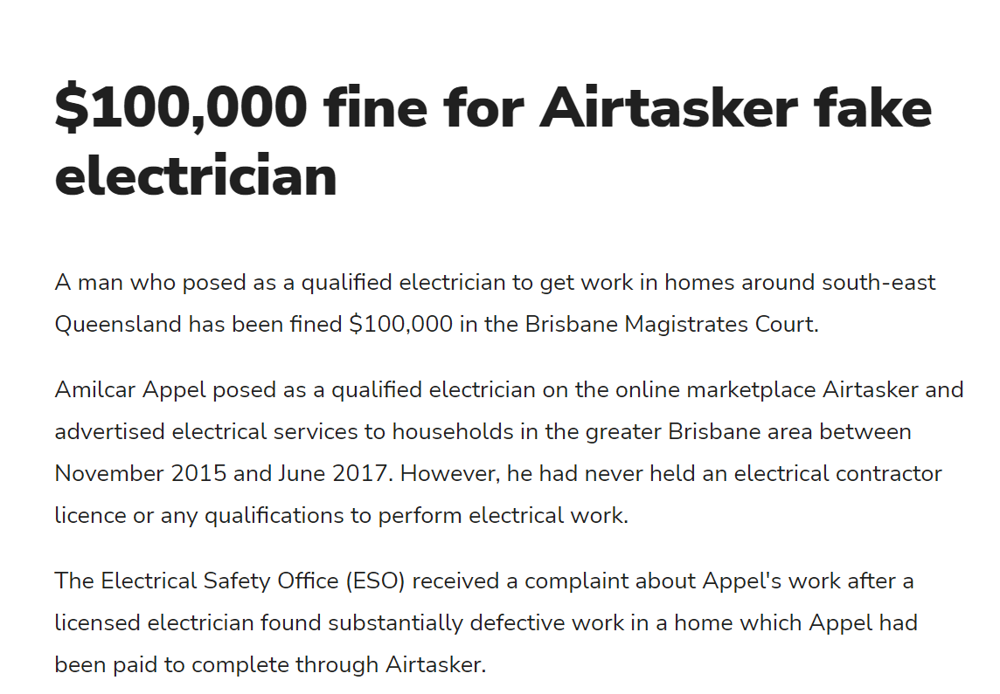 $100,000 fine for Airtasker fake
electrician
A man who posed as a qualified electrician to get work in homes around south-east
Queensland has been fined $100,000 in the Brisbane Magistrates Court.
Amilcar Appel posed as a qualified electrician on the online marketplace Airtasker and
advertised electrical services to households in the greater Brisbane area between
November 2015 and June 2017. However, he had never held an electrical contractor
licence or any qualifications to perform electrical work.
The Electrical Safety Office (ESO) received a complaint about Appel's work after a
licensed electrician found substantially defective work in a home which Appel had
been paid to complete through Airtasker.